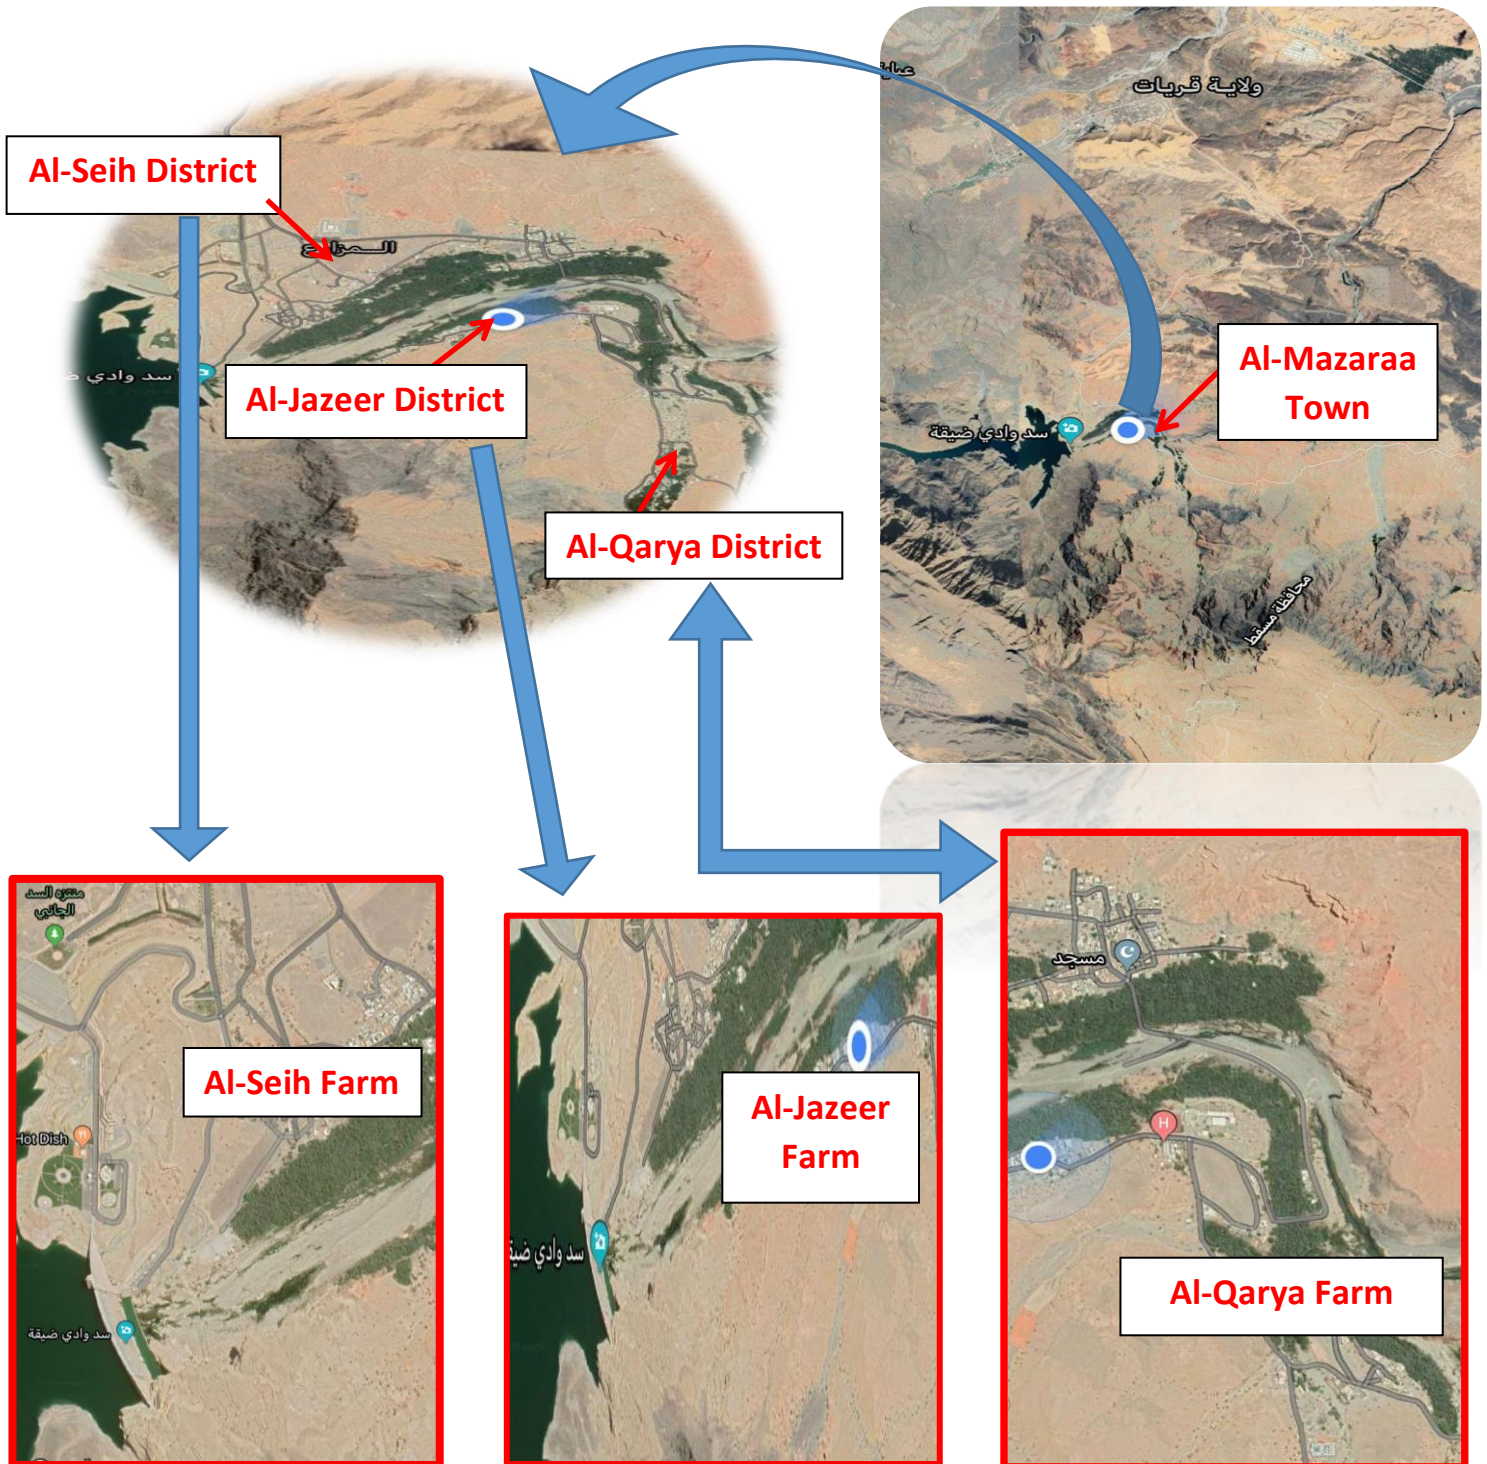 عباية
ولاية قريات
Al-Seih District
المزارع
Al-Mazaraa
Town
سد وادي ض
Al-Jazeer District
سد وادي ضيقة
Al-Qarya District
محافظة مسقط
منتزه السد
الجانبي
مسجد
Al-Seih Farm
Al-Jazeer
Farm
Hot Dish
H
سد وادي ضيقة
Al-Qarya Farm
سد وادي ضيقة